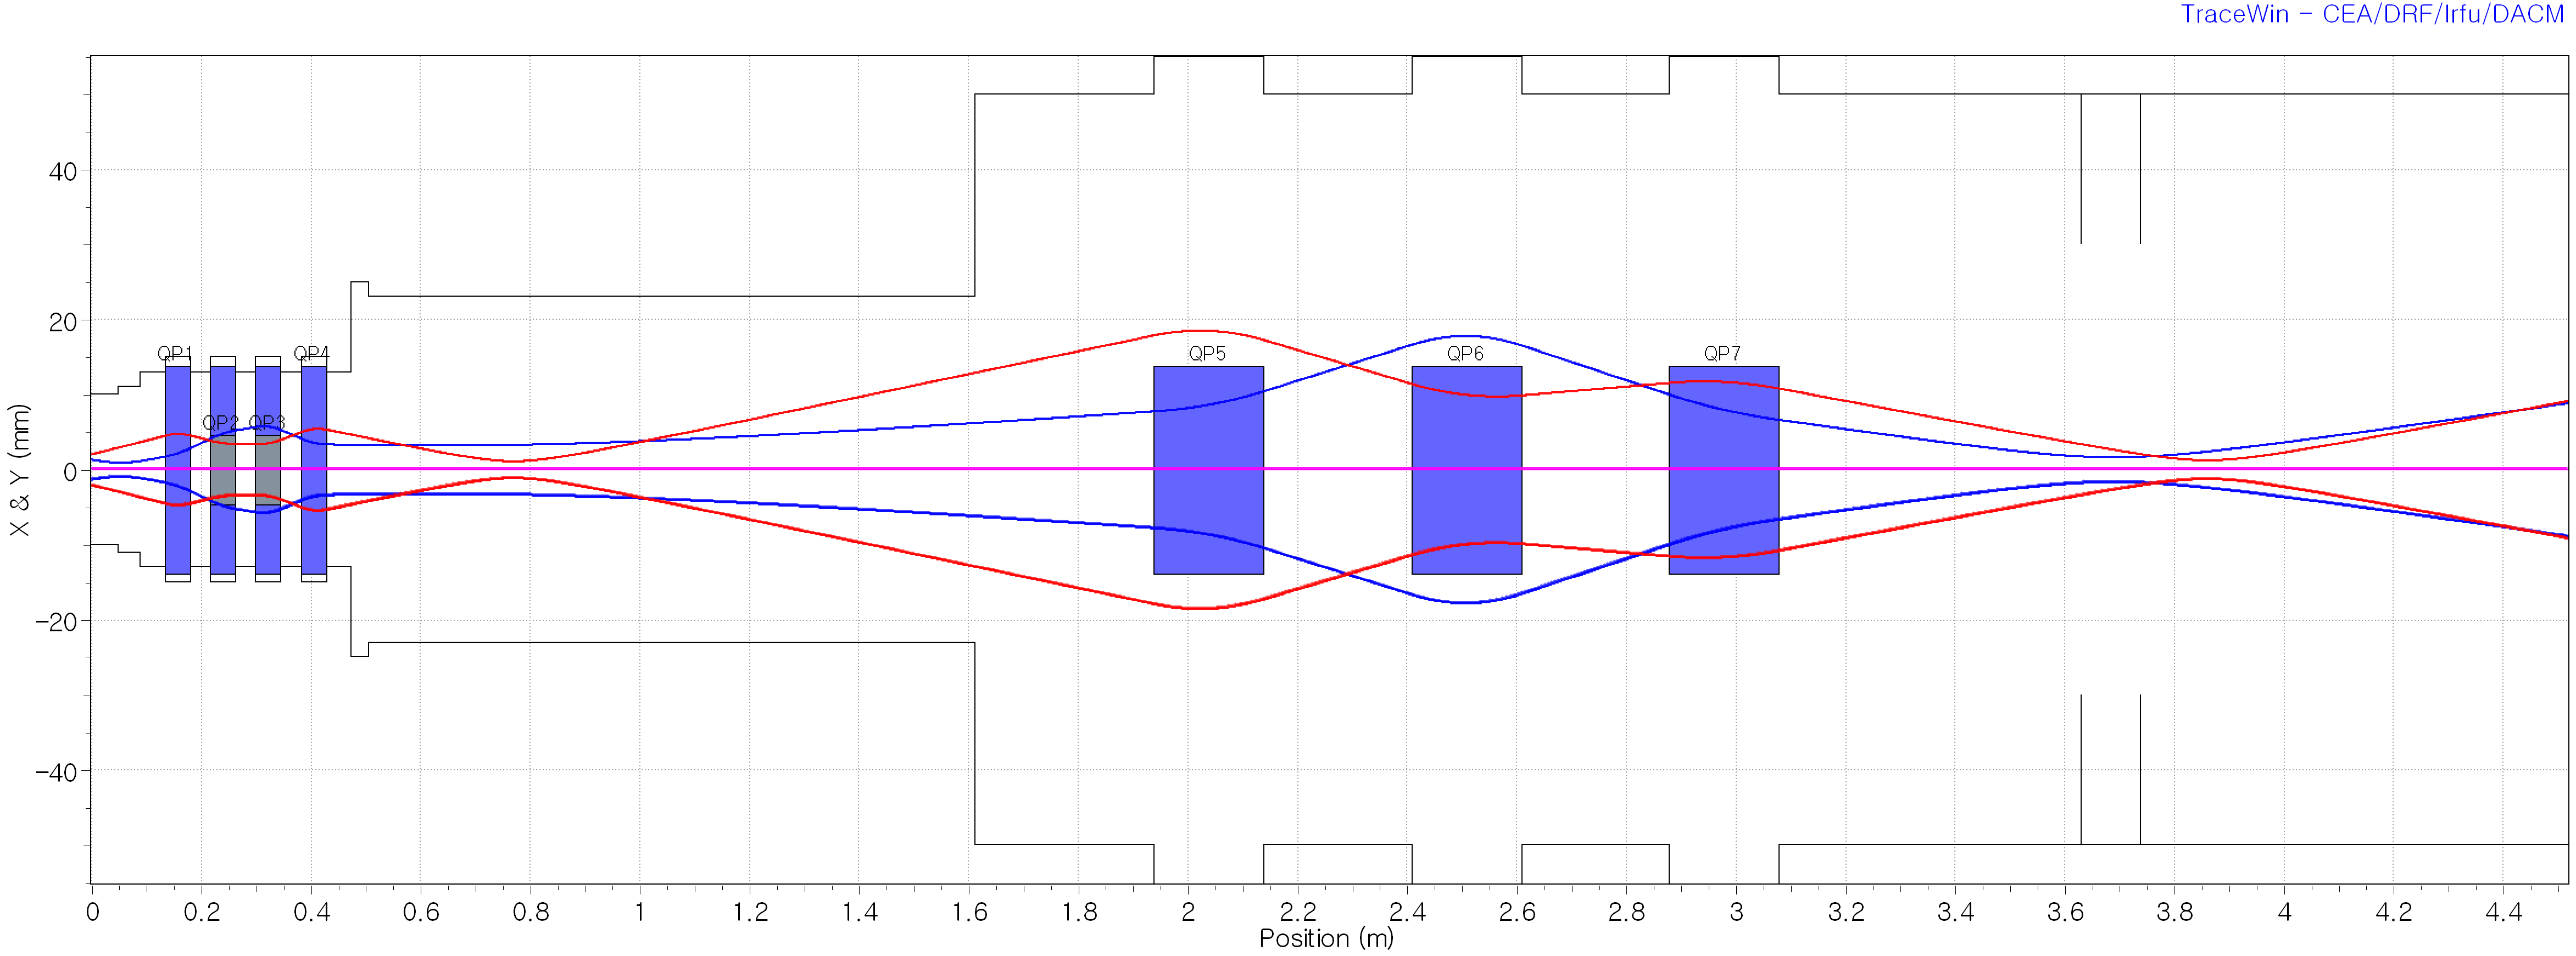 TraceWin - CEA/DRF/Irfu/DACM
X & Y (mm)
40
20
0
-20
-40
QP1
QP2
QP3
QP4
QP5
QP6
QP7
0 0.2 0.4 0.6 0.8 1 1.2 1.4 1.6 1.8 2 2.2 2.4 2.6 2.8 3 3.2 3.4 3.6 3.8 4 4.2 4.4
Position (m)